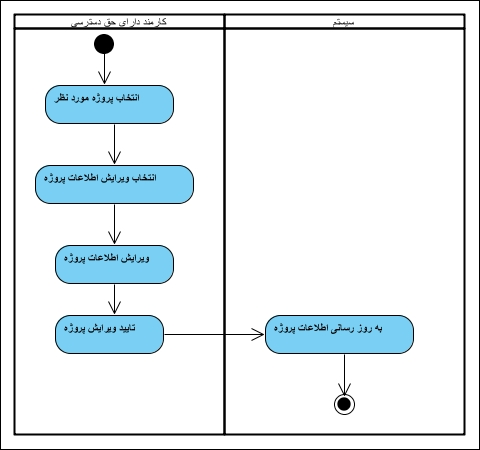 کارمند دارای حق دسترسی
سیستم
انتخاب پروژه مورد نظر
انتخاب ویرایش اطلاعات پروژه
ویرایش اطلاعات پروژه
تایید ویرایش پروژه
به روز رسانی اطلاعات پروژه